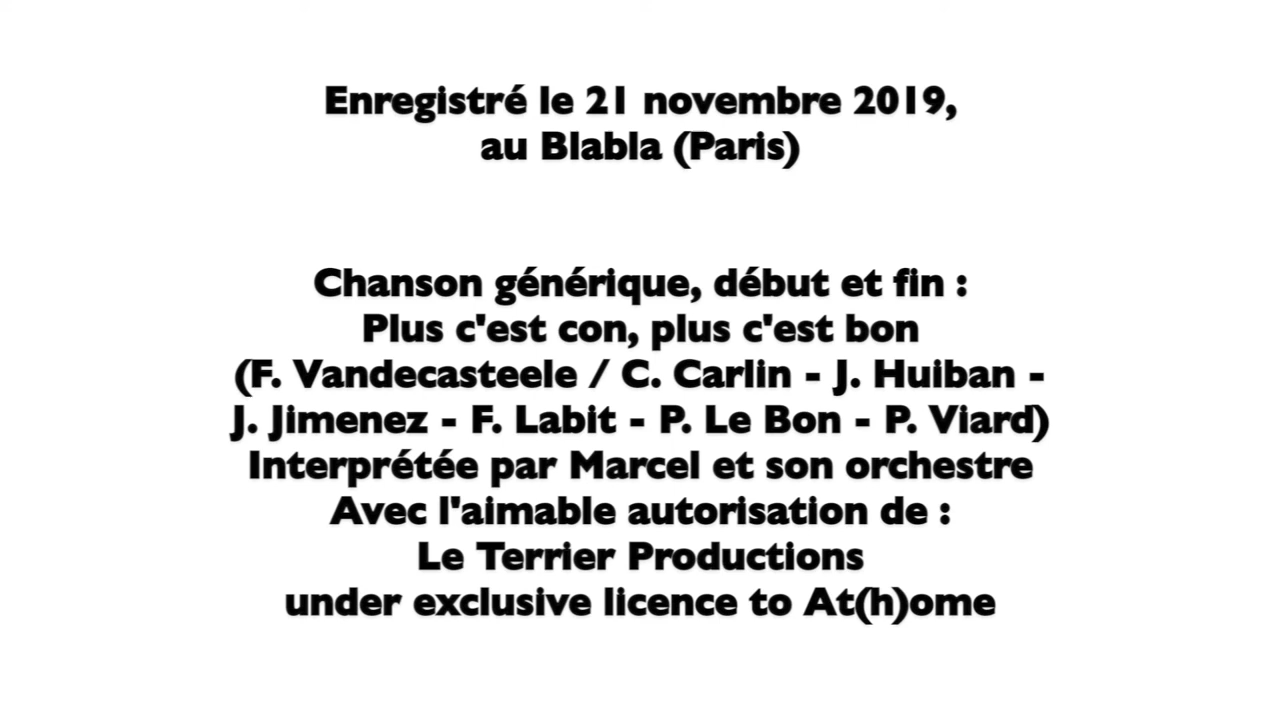 Enregistré le 21 novembre 2019,
au Blabla (Paris)
Chanson générique, début et fin :
Plus c'est con, plus c'est bon
(F. Vandecasteele / C. Carlin - J. Huiban -
J. Jimenez - F. Labit - P. Le Bon - P. Viard)
Interprétée par Marcel et son orchestre
Avec l'aimable autorisation de :
Le Terrier Productions
under exclusive licence to At(h)ome